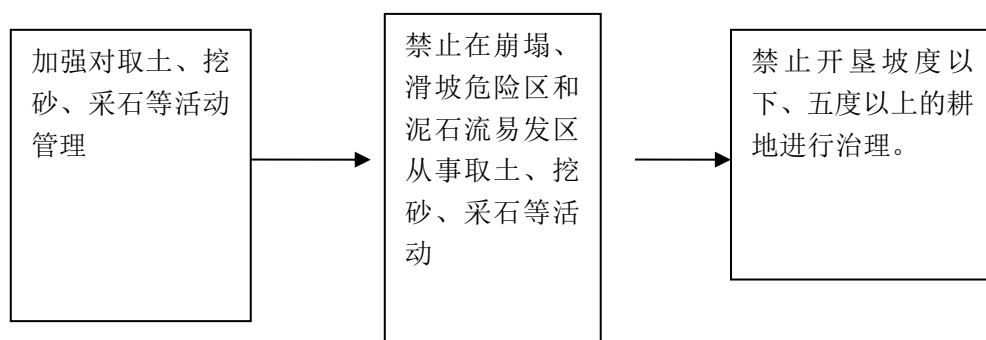 加强对取土、挖
砂、采石等活动
管理
禁止在崩塌、
滑坡危险区和
泥石流易发区
从事取土、挖
砂、采石等活
动
禁止开垦坡度以
下、五度以上的耕
地进行治理。